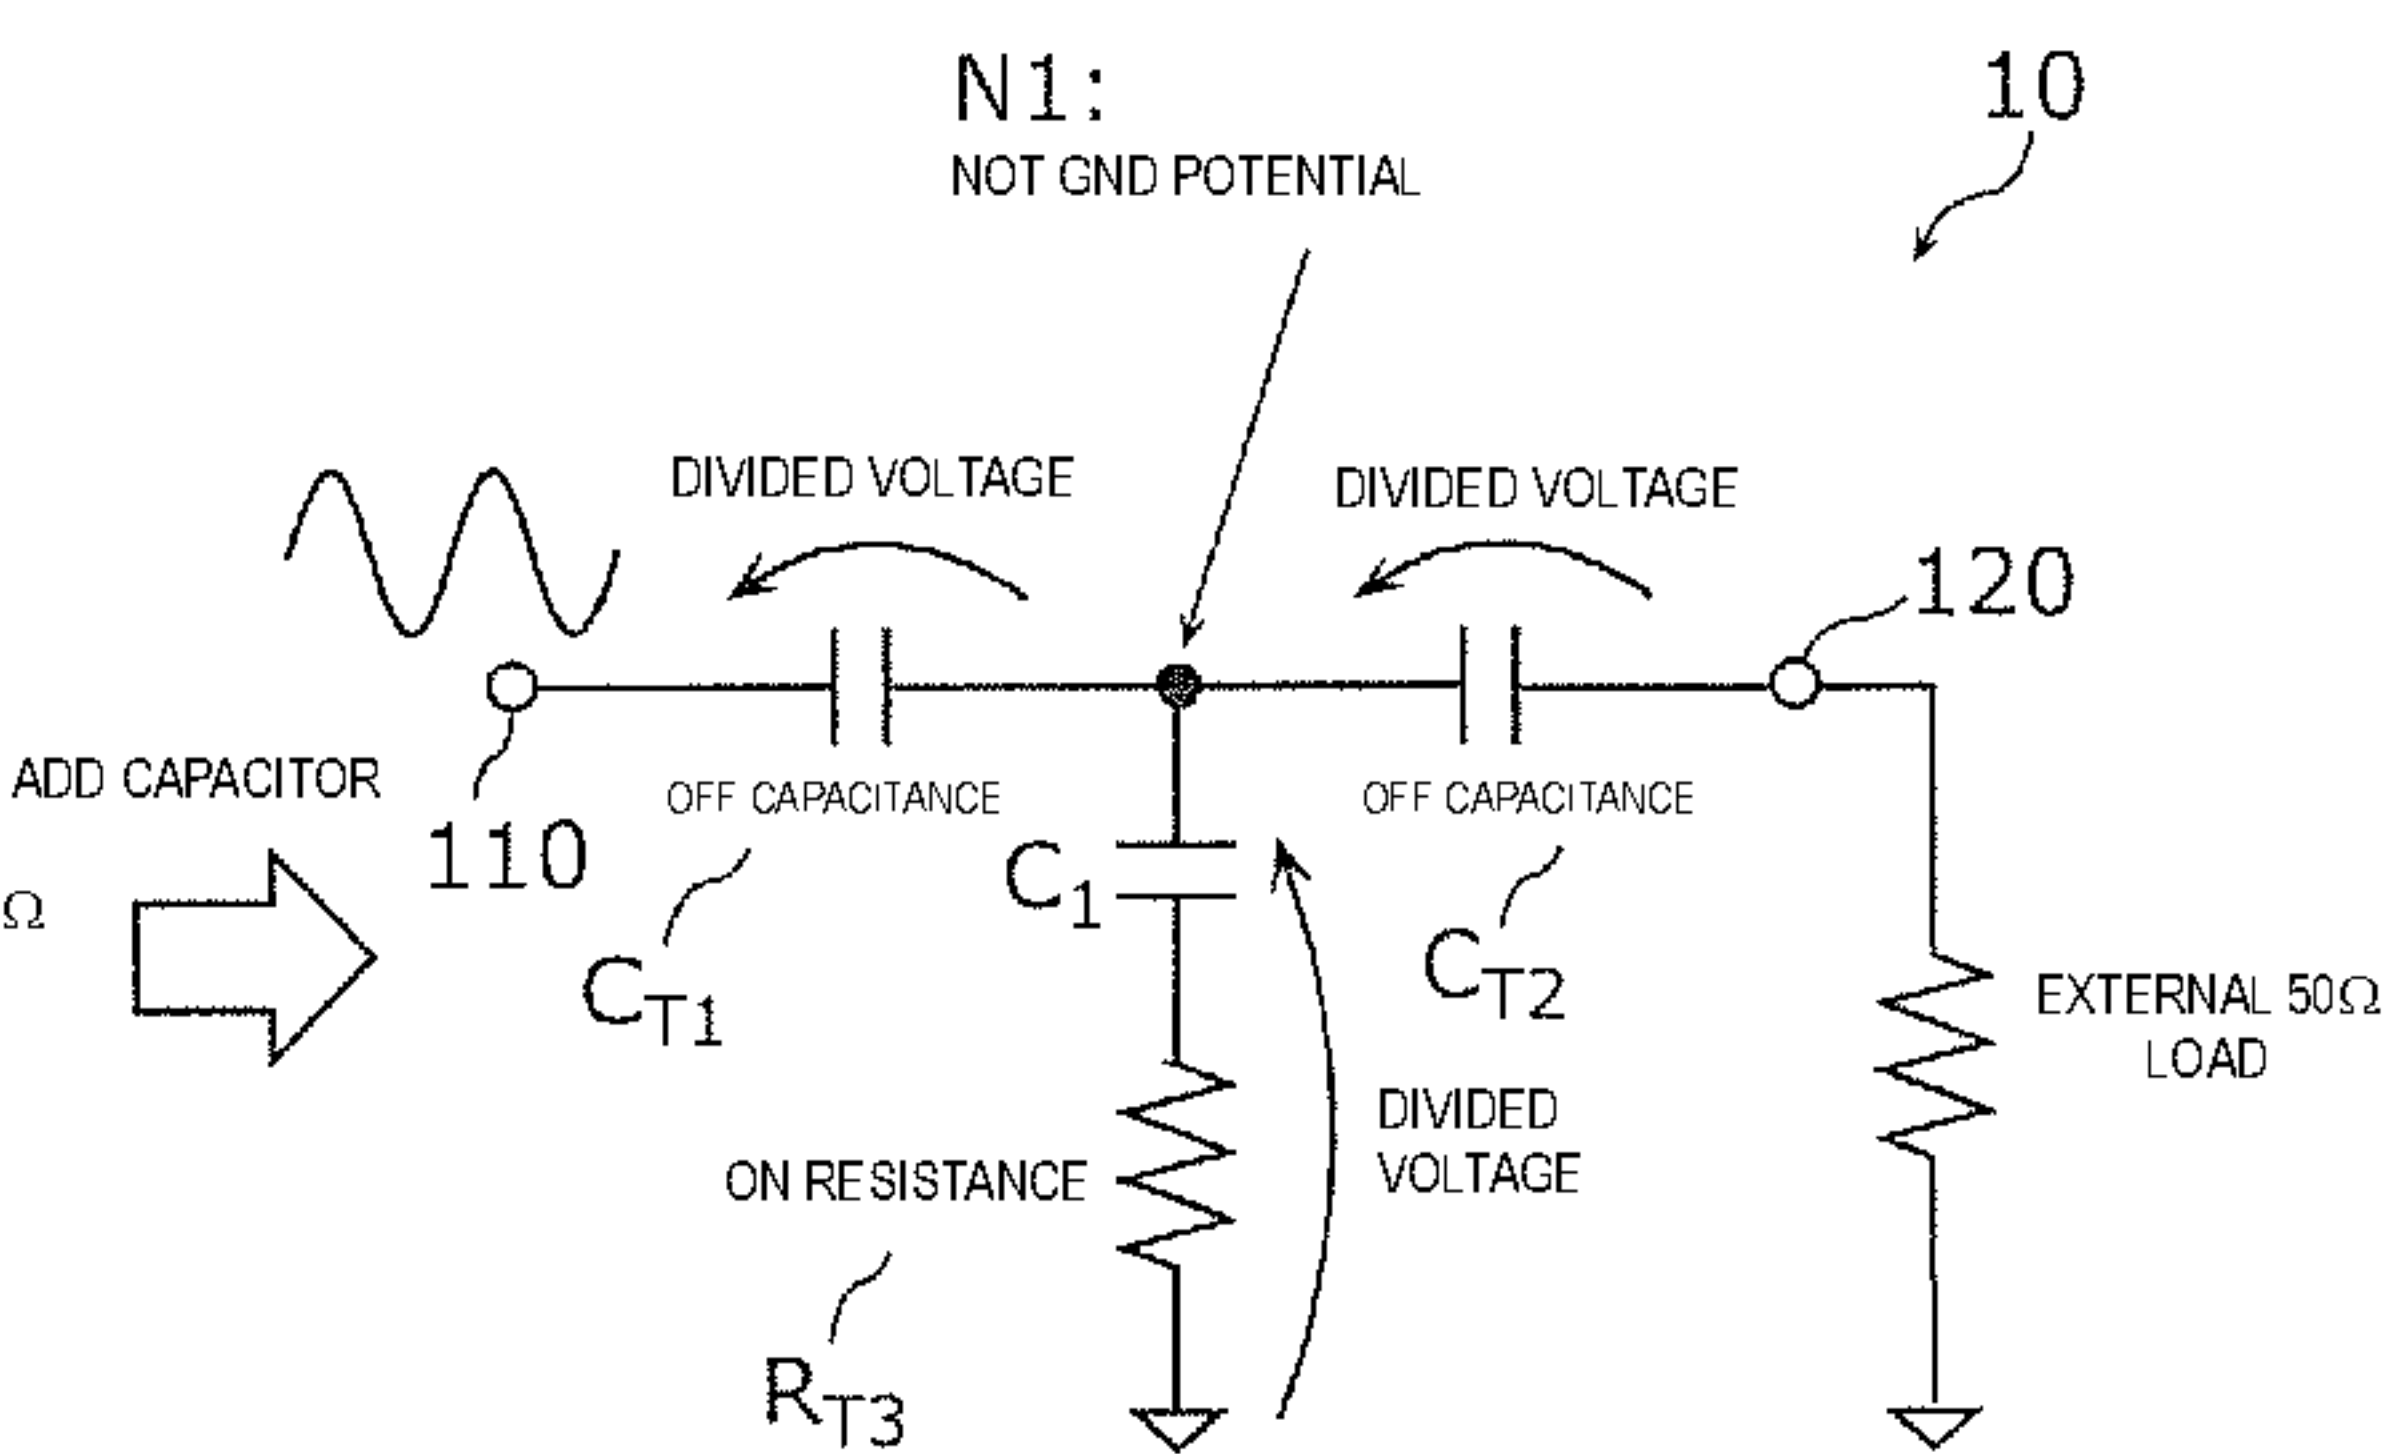 N1:
NOT GND POTENTIAL
10
DIVIDED VOLTAGE
DIVIDED VOLTAGE
120
ADD CAPACITOR
110
OFF CAPACITANCE
OFF CAPACITANCE
Ω
C1
CT1
CT2
EXTERNAL 50Ω
LOAD
DIVIDED
VOLTAGE
ON RESISTANCE
RT3